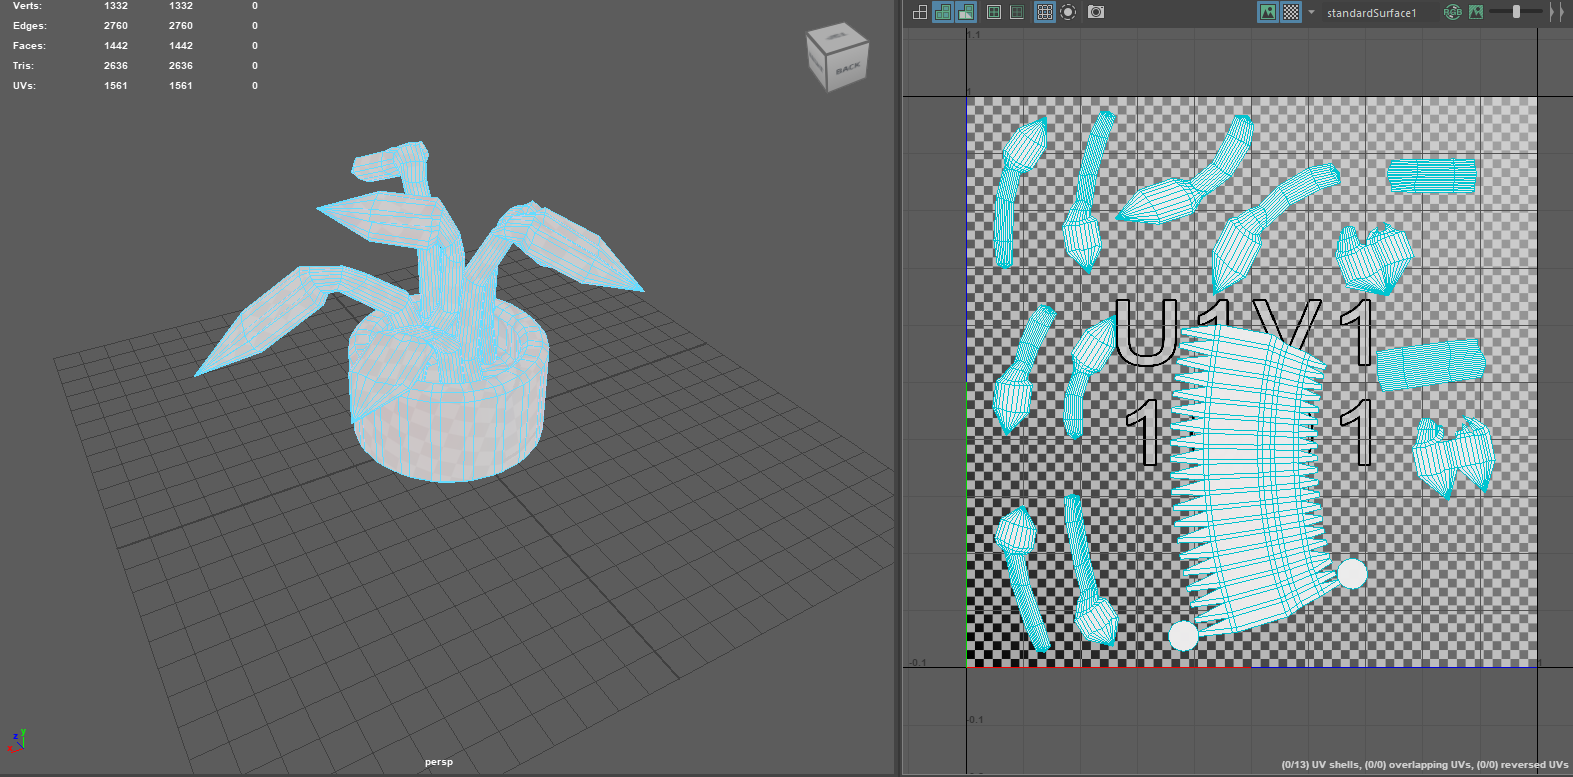 Verts: 1332 1332 0
Edges: 2760 2760 0
Faces: 1442 1442 0
Tris: 2636 2636 0
UVs: 1561 1561 0
BACK
persp
z y
x
standardSurface1
RGB
1.1
1
U1V1
1 1
-0.1
1
-0.1
(0/13) UV shells, (0/0) overlapping UVs, (0/0) reversed UVs